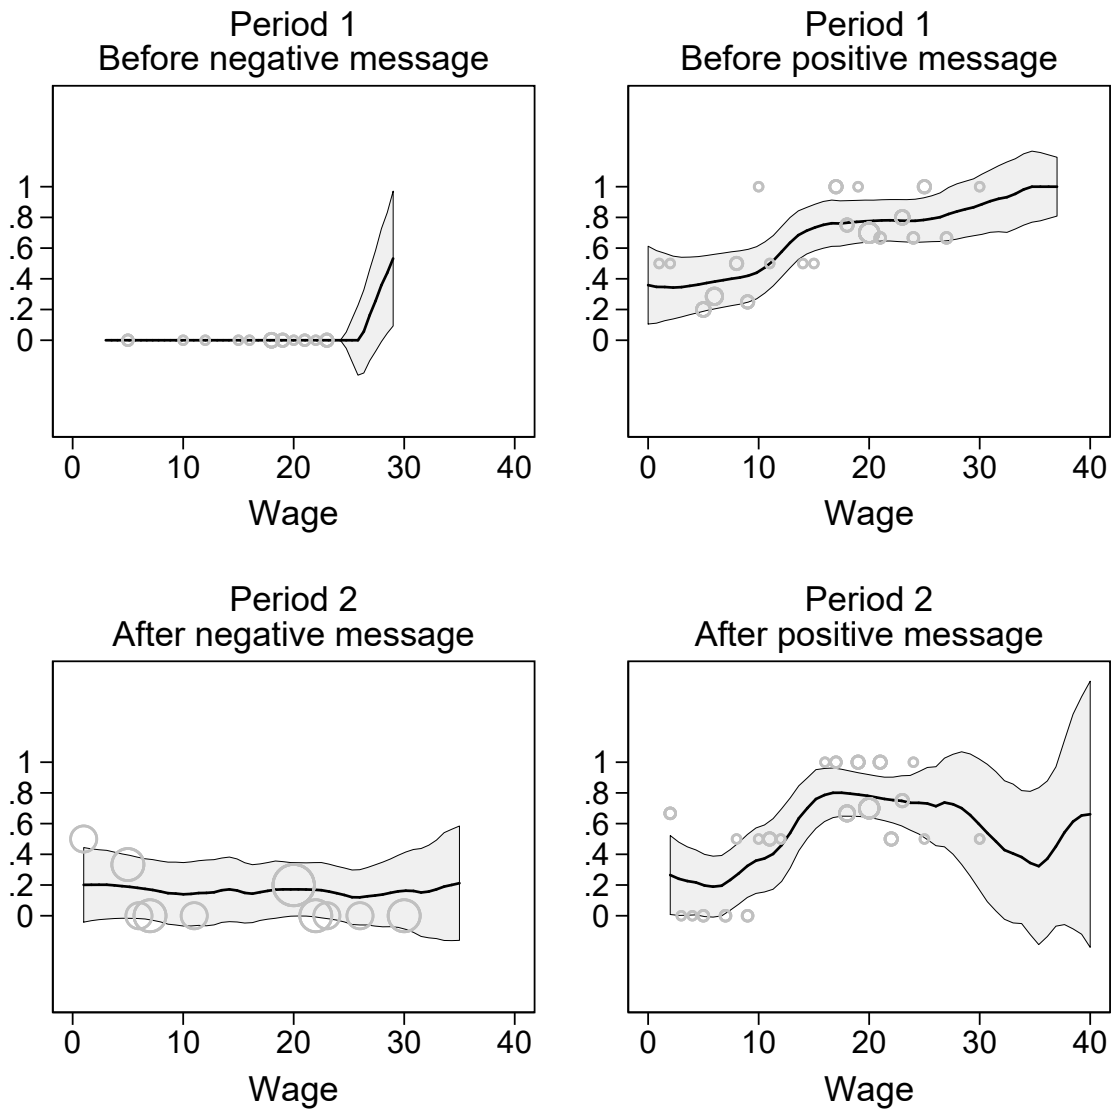 Period 1
Before negative message
1
.8
.6
.4
.2
0
0 10 20 30 40
Wage
Period 1
Before positive message
1
.8
.6
.4
.2
0
0 10 20 30 40
Wage
Period 2
After negative message
1
.8
.6
.4
.2
0
0 10 20 30 40
Wage
Period 2
After positive message
1
.8
.6
.4
.2
0
0 10 20 30 40
Wage